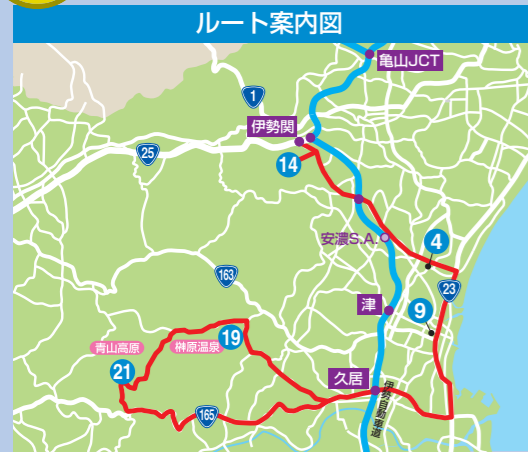 ルート案内図
亀山JCT
1
伊勢関
25
14
安濃S.A.
4
163
23
津
9
青山高原
榊原温泉
19
21
久居
165
伊勢自動車道